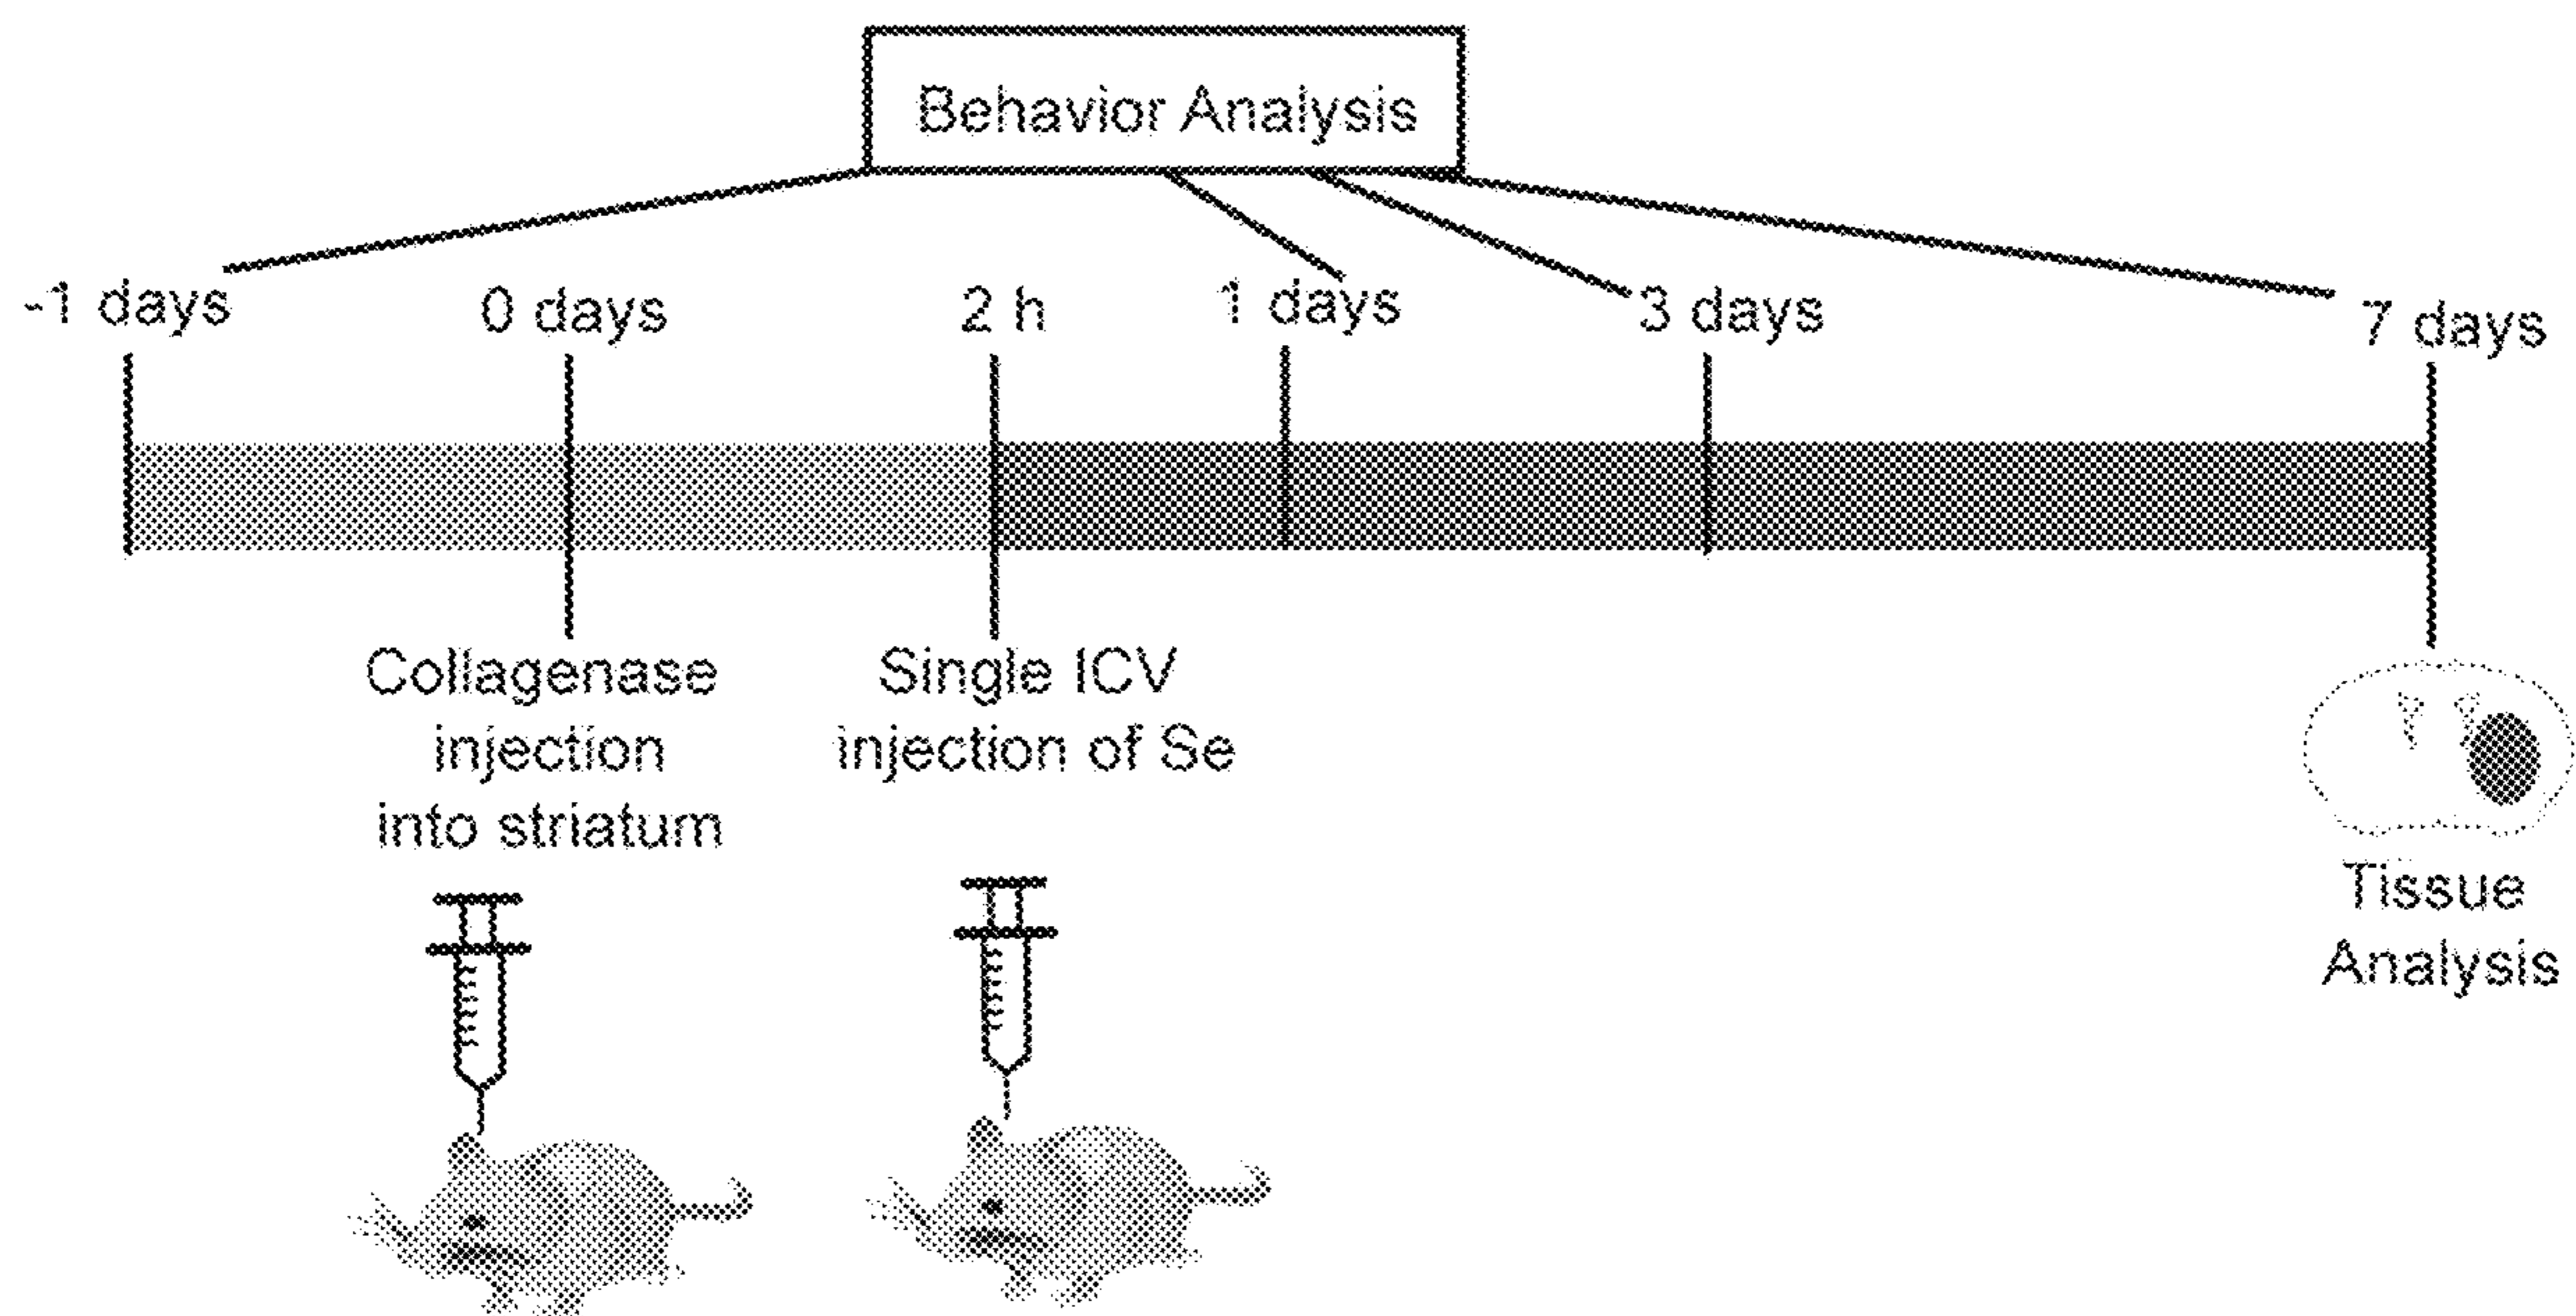 Behavior Analysis
-1 days
0 days
2 h
1 days
3 days
7 days
Collagenase
injection
into striatum
Single ICV
injection of Se
Tissue
Analysis